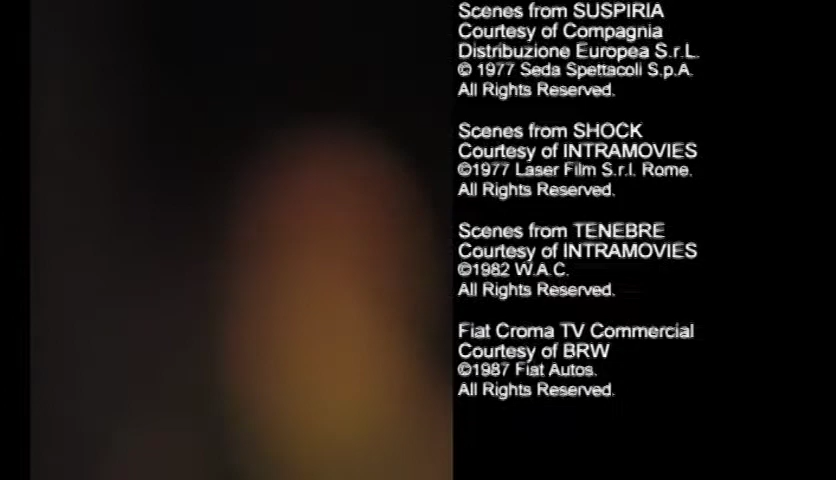 Scenes from SUSPIRIA
Courtesy of Compagnia
Distribuzione Europea S.r.L.
© 1977 Seda Spettacoli S.p.A.
All Rights Reserved.
Scenes from SHOCK
Courtesy of INTRAMOVIES
©1977 Laser Film S.r.l. Rome.
All Rights Reserved.
Scenes from TENEBRE
Courtesy of INTRAMOVIES
©1982 W.A.C.
All Rights Reserved.
Fiat Croma TV Commercial
Courtesy of BRW
©1987 Fiat Autos.
All Rights Reserved.